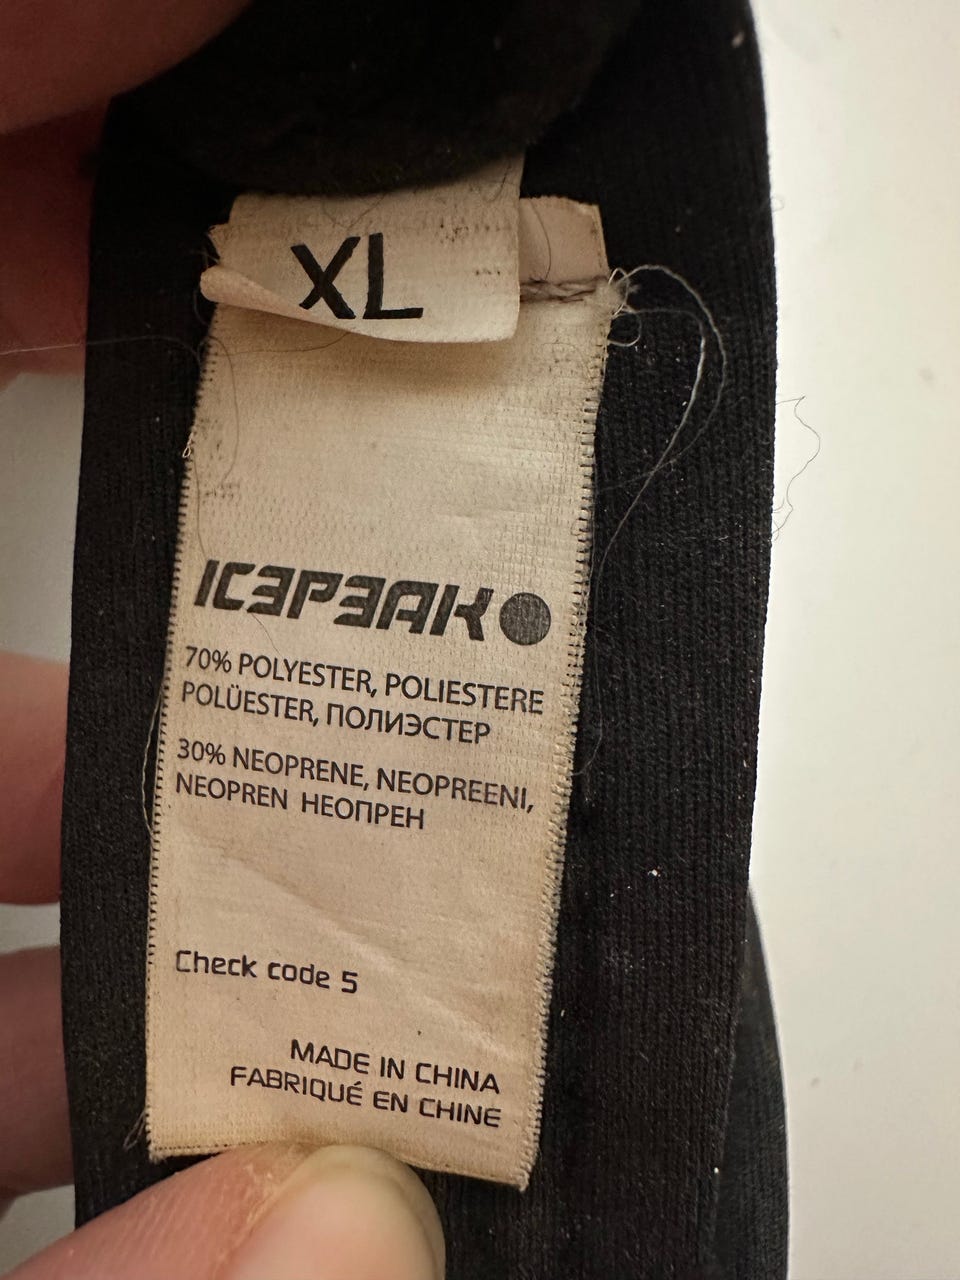 XL
ICEPEAK
70% POLYESTER, POLIESTERE
POLÜESTER, ПОЛИЭСТЕР
30% NEOPRENE, NEOPREENI,
NEOPREN НЕОПРЕН
Check code 5
MADE IN CHINA
FABRIQUÉ EN CHINE